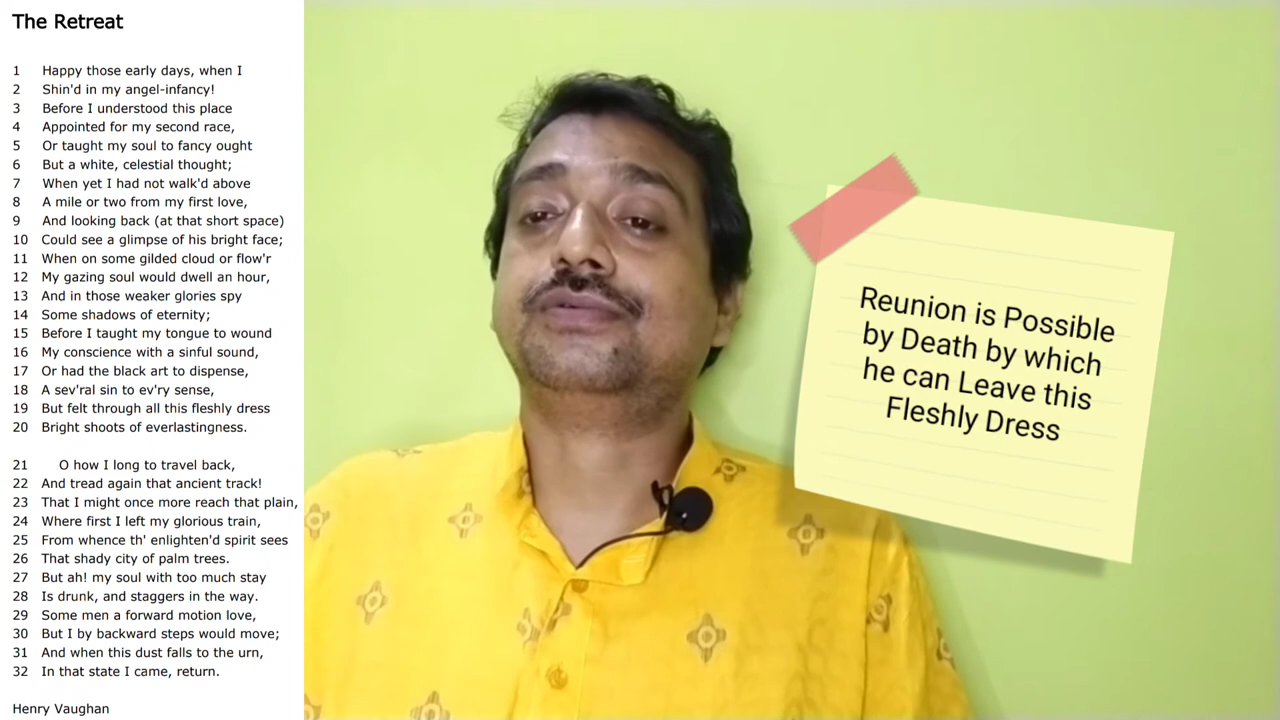 The Retreat
1 Happy those early days, when I
2 Shin'd in my angel-infancy!
3 Before I understood this place
4 Appointed for my second race,
5 Or taught my soul to fancy ought
6 But a white, celestial thought;
7 When yet I had not walk'd above
8 A mile or two from my first love,
9 And looking back (at that short space)
10 Could see a glimpse of his bright face;
11 When on some gilded cloud or flow'r
12 My gazing soul would dwell an hour,
13 And in those weaker glories spy
14 Some shadows of eternity;
15 Before I taught my tongue to wound
16 My conscience with a sinful sound,
17 Or had the black art to dispense,
18 A sev'ral sin to ev'ry sense,
19 But felt through all this fleshly dress
20 Bright shoots of everlastingness.
21 O how I long to travel back,
22 And tread again that ancient track!
23 That I might once more reach that plain,
24 Where first I left my glorious train,
25 From whence th' enlighten'd spirit sees
26 That shady city of palm trees.
27 But ah! my soul with too much stay
28 Is drunk, and staggers in the way.
29 Some men a forward motion love,
30 But I by backward steps would move;
31 And when this dust falls to the urn,
32 In that state I came, return.
Henry Vaughan
Reunion is Possible
by Death by which
he can Leave this
Fleshly Dress